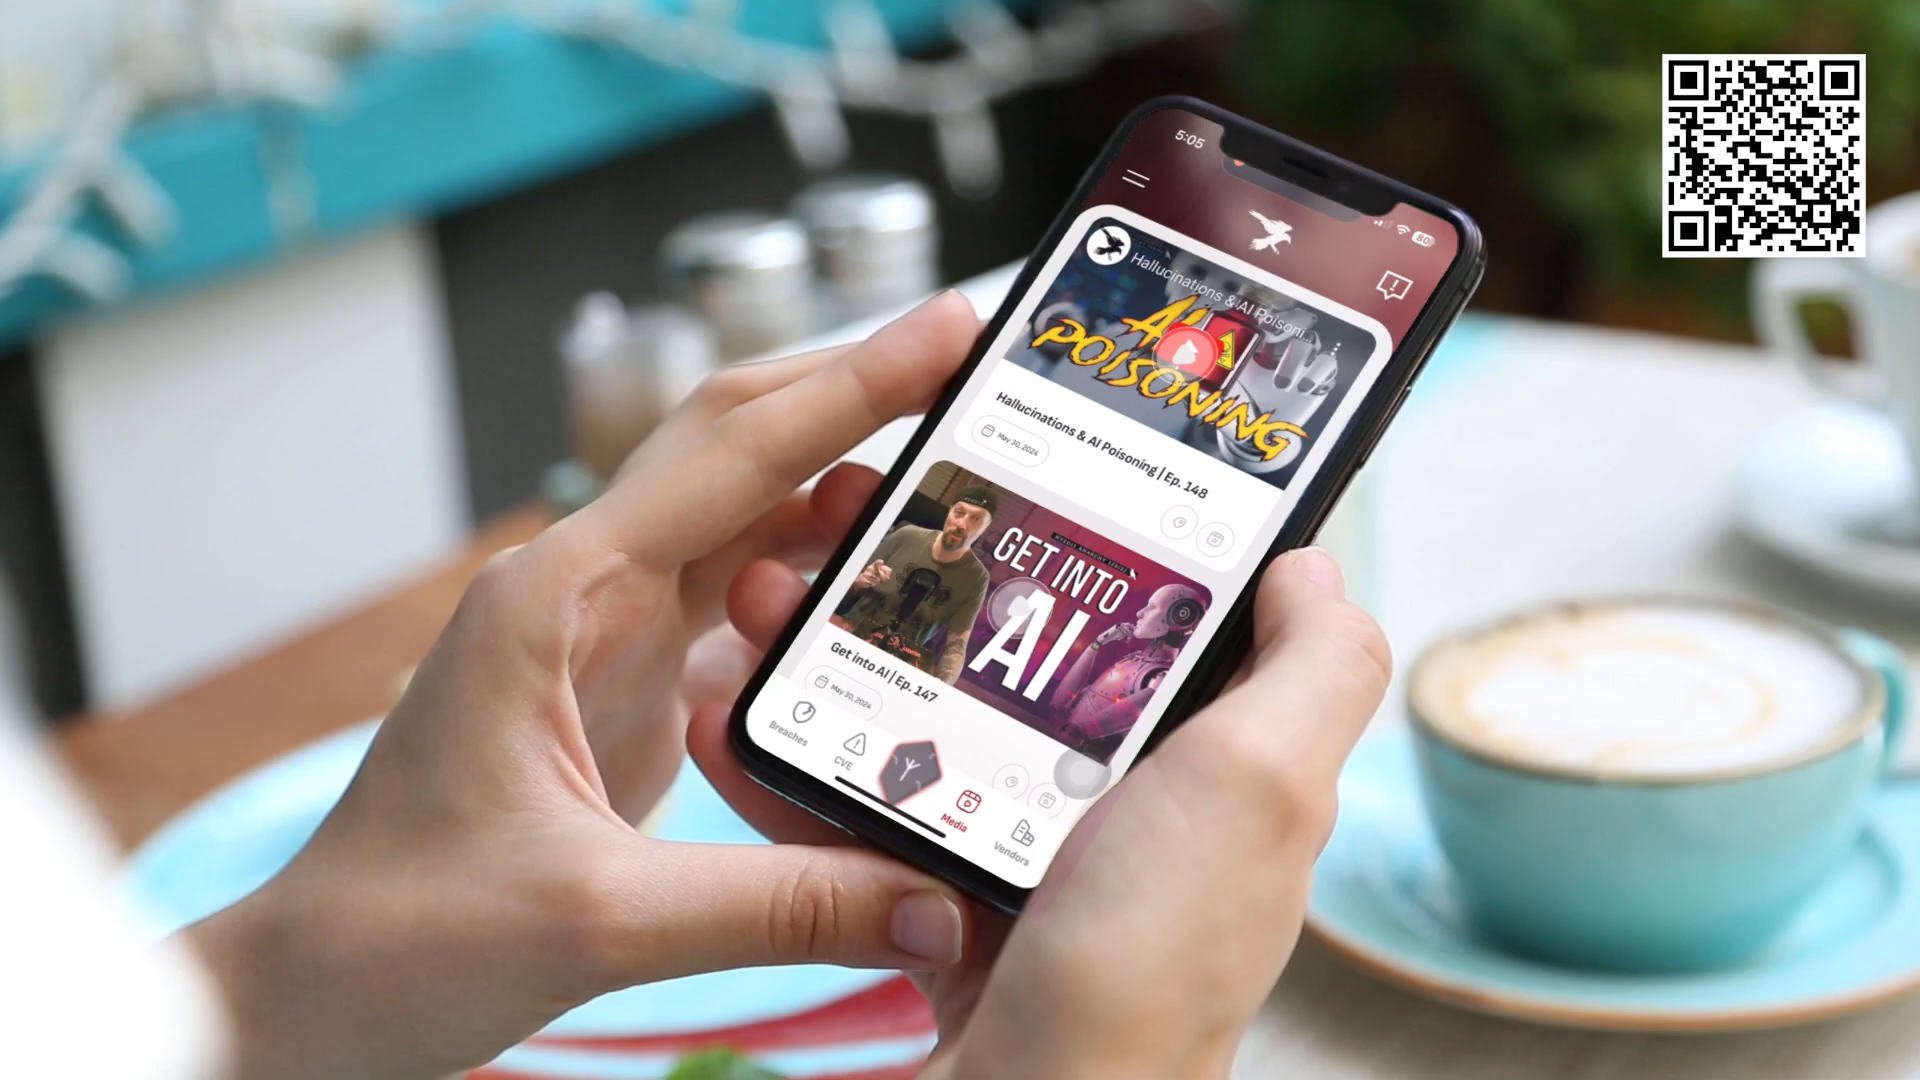 5:05
80
Hallucinations & AI Poisoni...
AI
POISONING
Hallucinations & AI Poisoning | Ep. 148
May 30, 2024
GET INTO
AI
Get into AI | Ep. 147
May 30, 2024
Breaches
CVE
Media
Vendors